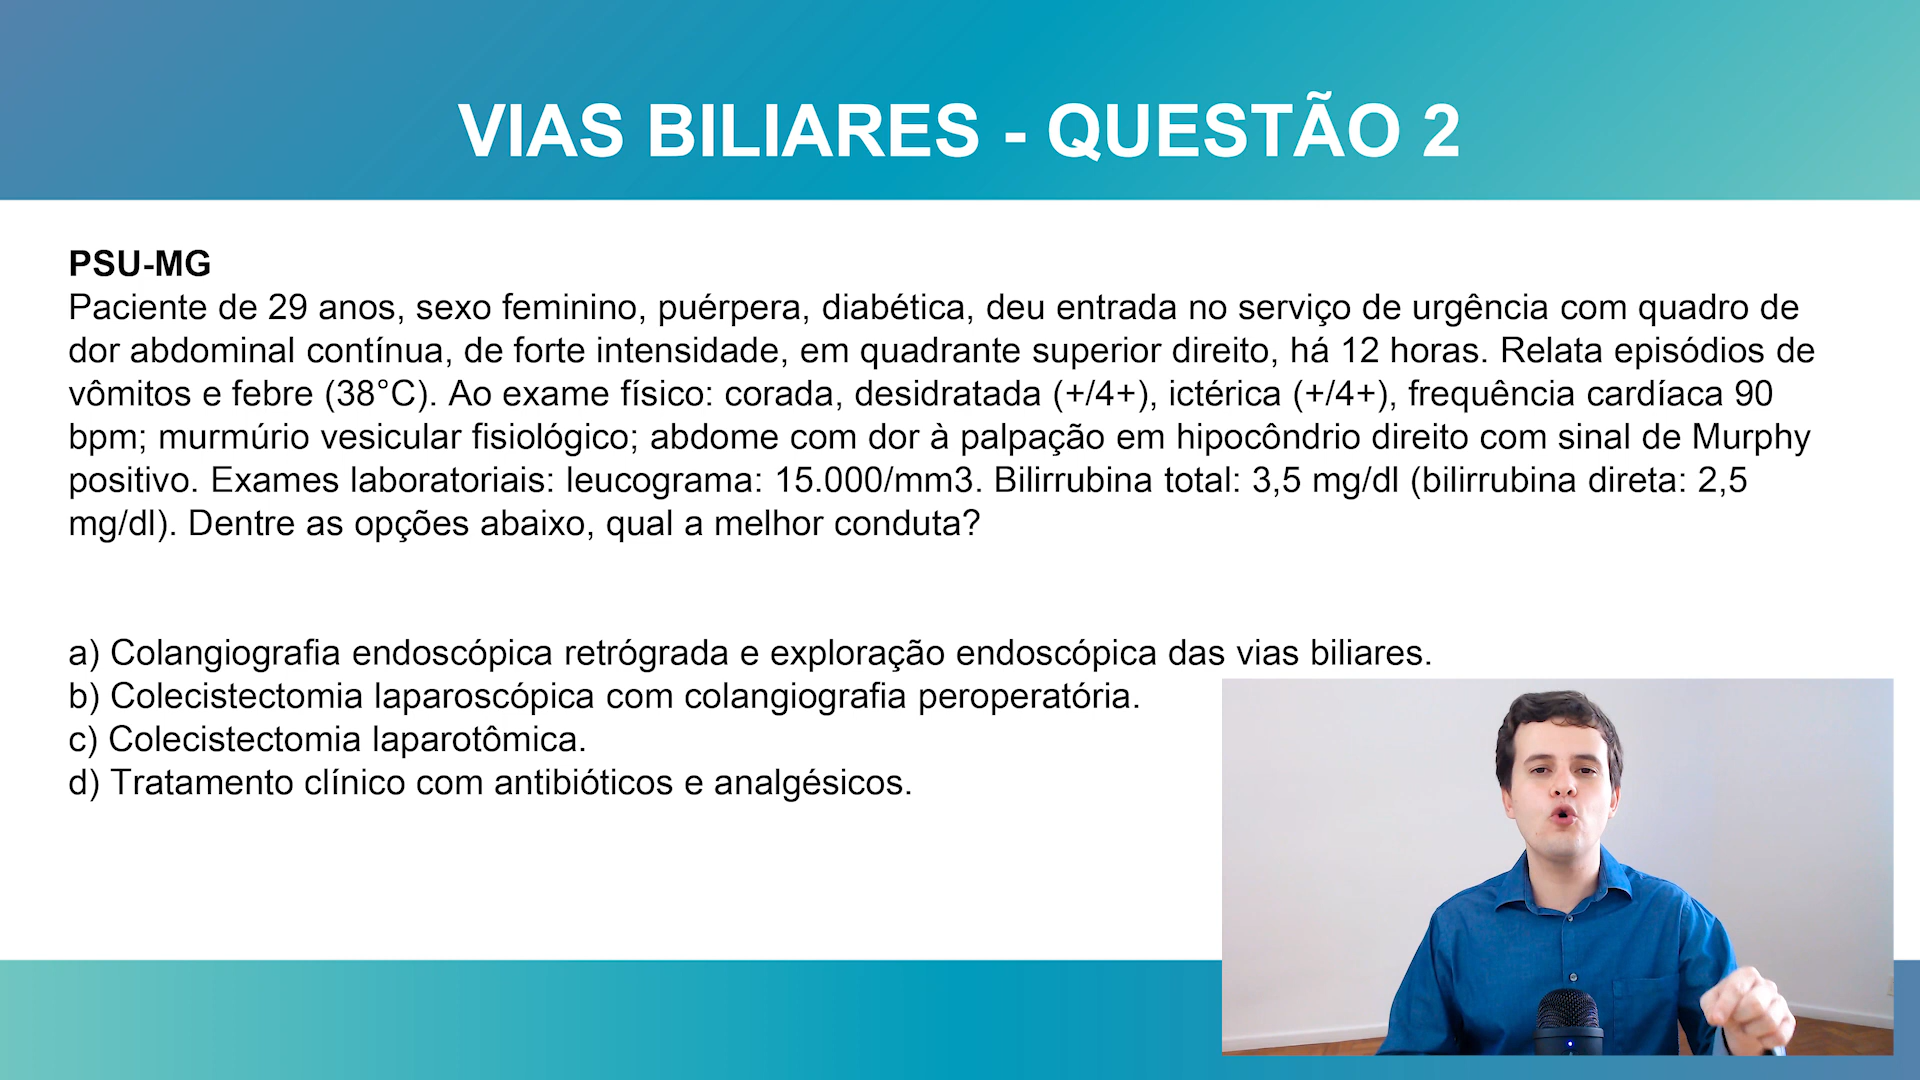 VIAS BILIARES - QUESTÃO 2
PSU-MG
Paciente de 29 anos, sexo feminino, puérpera, diabética, deu entrada no serviço de urgência com quadro de
dor abdominal contínua, de forte intensidade, em quadrante superior direito, há 12 horas. Relata episódios de
vômitos e febre (38°C). Ao exame físico: corada, desidratada (+/4+), ictérica (+/4+), frequência cardíaca 90
bpm; murmúrio vesicular fisiológico; abdome com dor à palpação em hipocôndrio direito com sinal de Murphy
positivo. Exames laboratoriais: leucograma: 15.000/mm3. Bilirrubina total: 3,5 mg/dl (bilirrubina direta: 2,5
mg/dl). Dentre as opções abaixo, qual a melhor conduta?
a) Colangiografia endoscópica retrógrada e exploração endoscópica das vias biliares.
b) Colecistectomia laparoscópica com colangiografia peroperatória.
c) Colecistectomia laparotômica.
d) Tratamento clínico com antibióticos e analgésicos.